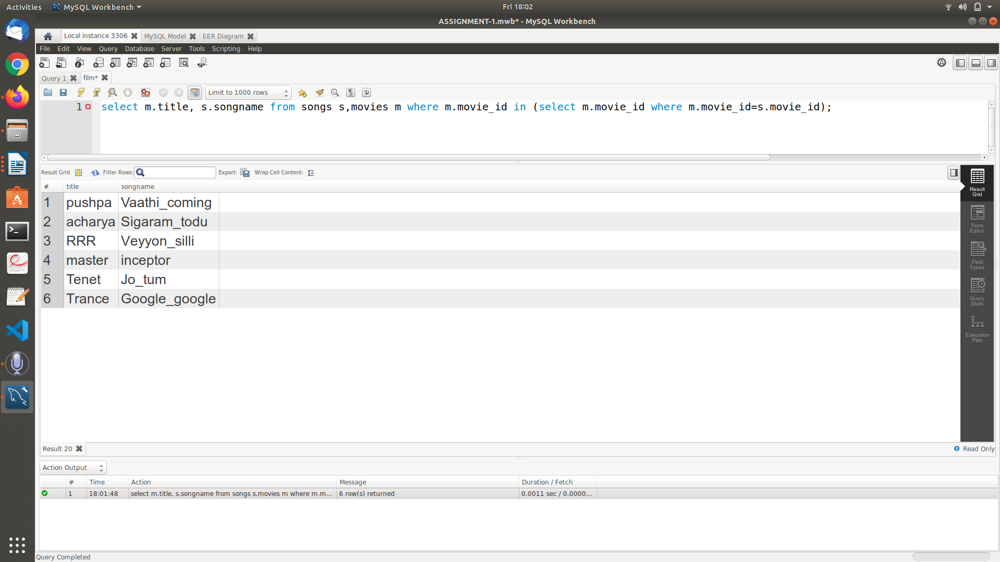 Activities MySQL Workbench Fri 18:02
ASSIGNMENT-1.mwb* - MySQL Workbench
Local instance 3306 MySQL Model EER Diagram
File Edit View Query Database Server Tools Scripting Help
Query 1 film*
Limit to 1000 rows
1 select m.title, s.songname from songs s,movies m where m.movie_id in (select m.movie_id where m.movie_id=s.movie_id);
Result Grid Filter Rows: Export: Wrap Cell Content:
# title songname
1 pushpa Vaathi_coming
2 acharya Sigaram_todu
3 RRR Veyyon_silli
4 master inceptor
5 Tenet Jo_tum
6 Trance Google_google
Result
Grid
Form
Editor
Field
Types
Query
Stats
Execution
Plan
Result 20 Read Only
Action Output
# Time Action Message Duration / Fetch
1 18:01:48 select m.title, s.songname from songs s,movies m where m.m... 6 row(s) returned 0.0011 sec / 0.0000...
Query Completed